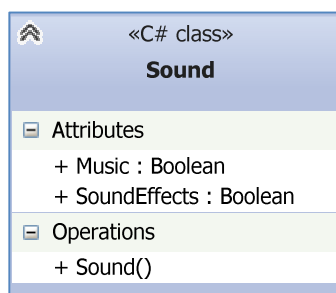 «C# class»
Sound
Attributes
+ Music : Boolean
+ SoundEffects : Boolean
Operations
+ Sound()